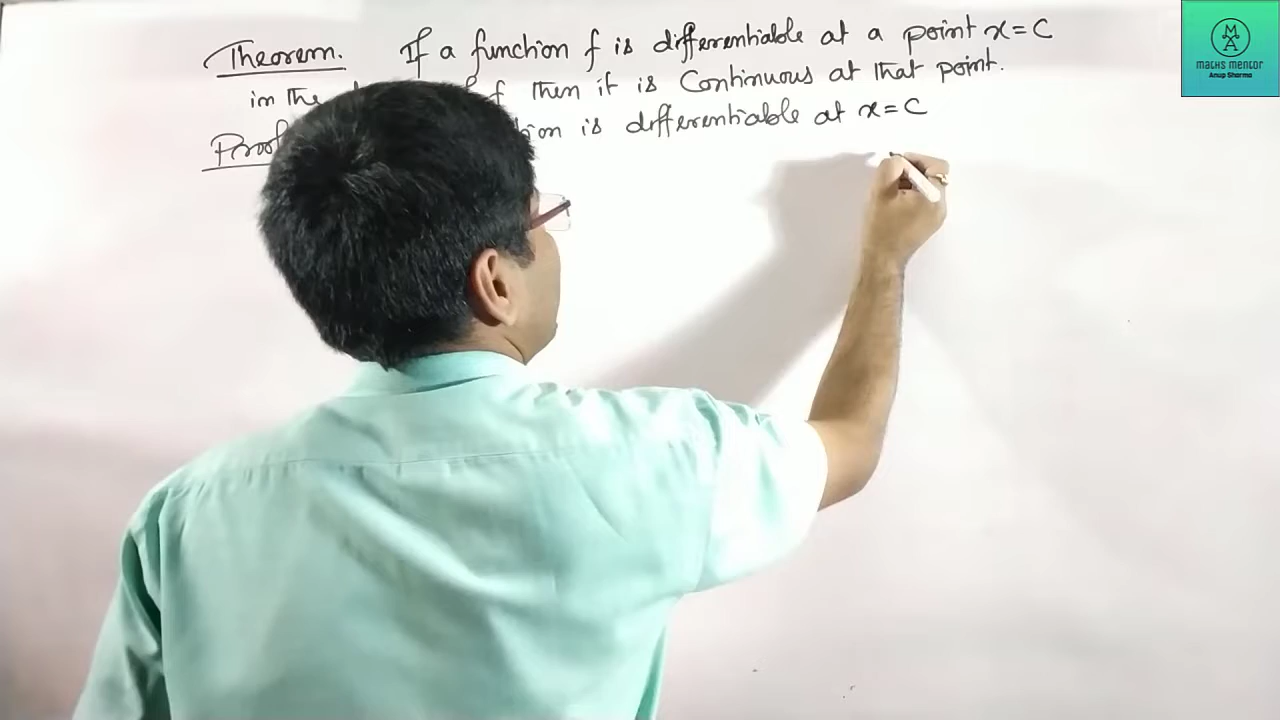 Theorem. If a function f is differentiable at a point x = C
in the f then it is Continuous at that point.
Proof is differentiable at x = C
MMA
MATHS MENTOR
Anup Sharma